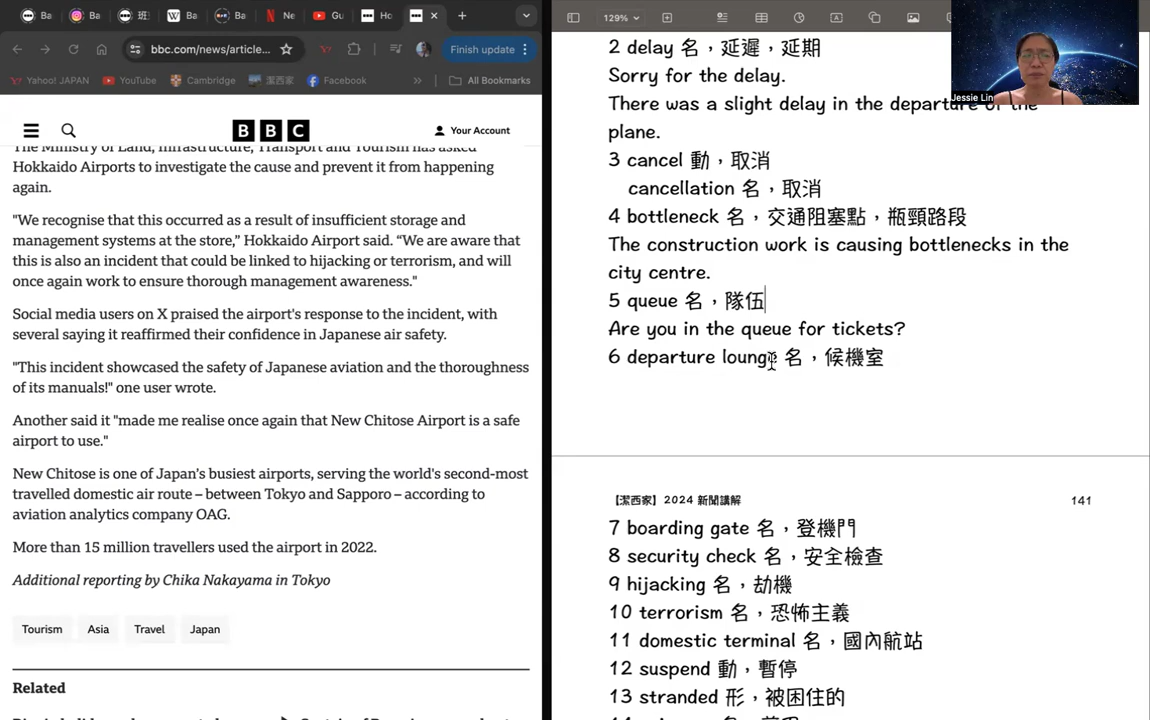 Ba
Ba
Ba
Ba
Ne
Gu
Ho
bbc.com/news/article...
Finish update
Yahoo! JAPAN
YouTube
Cambridge
潔西家
Facebook
All Bookmarks
BBC
Your Account
The Ministry of Land, Infrastructure, Transport and Tourism has asked
Hokkaido Airports to investigate the cause and prevent it from happening
again.
"We recognise that this occurred as a result of insufficient storage and
management systems at the store,” Hokkaido Airport said. “We are aware that
this is also an incident that could be linked to hijacking or terrorism, and will
once again work to ensure thorough management awareness."
Social media users on X praised the airport's response to the incident, with
several saying it reaffirmed their confidence in Japanese air safety.
"This incident showcased the safety of Japanese aviation and the thoroughness
of its manuals!" one user wrote.
Another said it "made me realise once again that New Chitose Airport is a safe
airport to use."
New Chitose is one of Japan’s busiest airports, serving the world's second-most
travelled domestic air route – between Tokyo and Sapporo – according to
aviation analytics company OAG.
More than 15 million travellers used the airport in 2022.
Additional reporting by Chika Nakayama in Tokyo
Tourism
Asia
Travel
Japan
Related
129%
Jessie Lin
2 delay 名，延遲，延期
Sorry for the delay.
There was a slight delay in the departure of the
plane.
3 cancel 動，取消
cancellation 名，取消
4 bottleneck 名，交通阻塞點，瓶頸路段
The construction work is causing bottlenecks in the
city centre.
5 queue 名，隊伍
Are you in the queue for tickets?
6 departure lounge 名，候機室
【潔西家】2024 新聞講解
141
7 boarding gate 名，登機門
8 security check 名，安全檢查
9 hijacking 名，劫機
10 terrorism 名，恐怖主義
11 domestic terminal 名，國內航站
12 suspend 動，暫停
13 stranded 形，被困住的